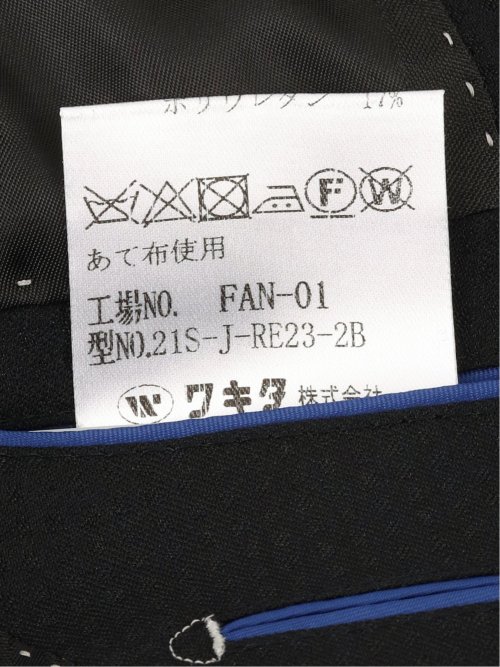 ポリウレタン 17%
F W
あて布使用
工場NO. FAN-01
型NO.21S-J-RE23-2B
W ワキタ 株式会社